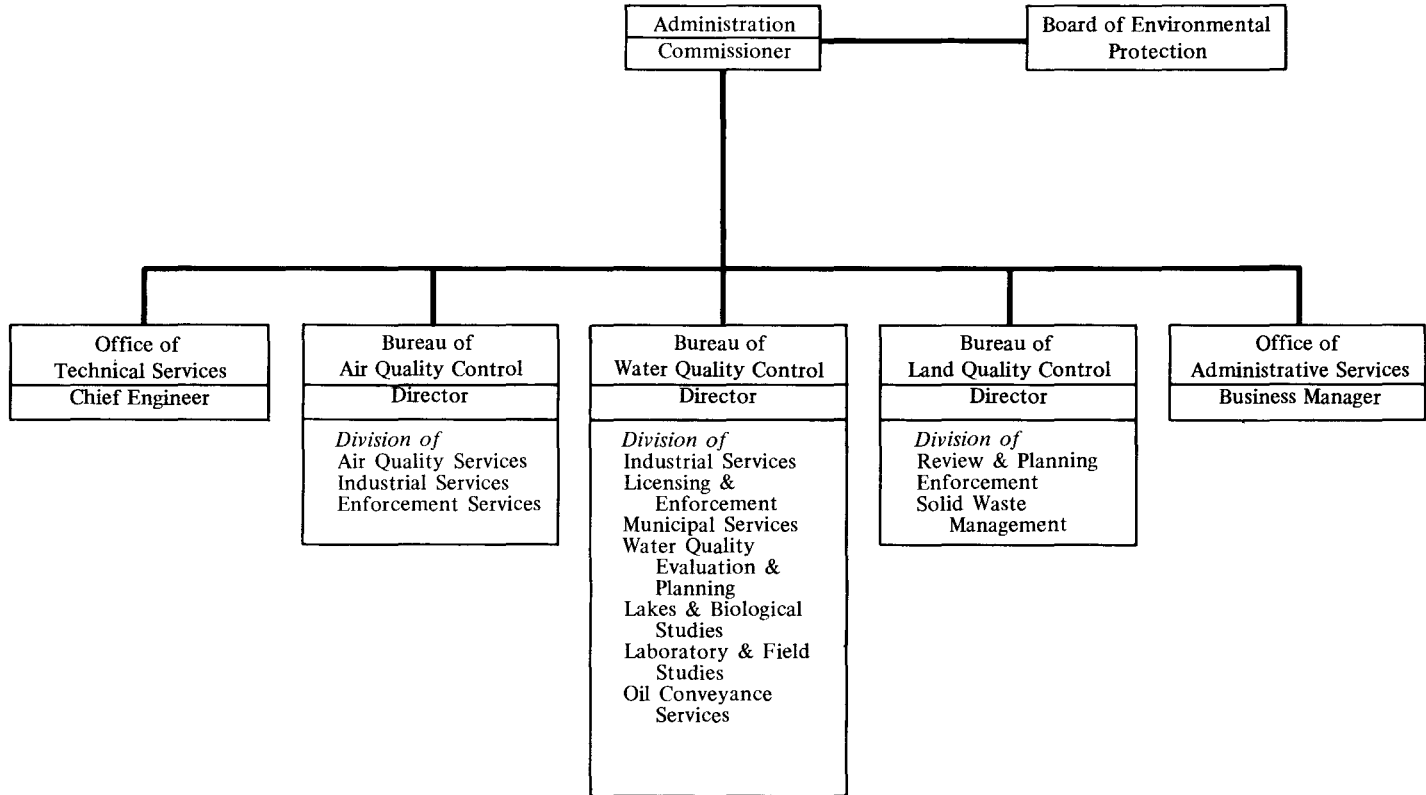 Administration
Commissioner
Board of Environmental
Protection
Office of
Technical Services
Chief Engineer
Bureau of
Air Quality Control
Director
Division of
Air Quality Services
Industrial Services
Enforcement Services
Bureau of
Water Quality Control
Director
Division of
Industrial Services
Licensing &
Enforcement
Municipal Services
Water Quality
Evaluation &
Planning
Lakes & Biological
Studies
Laboratory & Field
Studies
Oil Conveyance
Services
Bureau of
Land Quality Control
Director
Division of
Review & Planning
Enforcement
Solid Waste
Management
Office of
Administrative Services
Business Manager